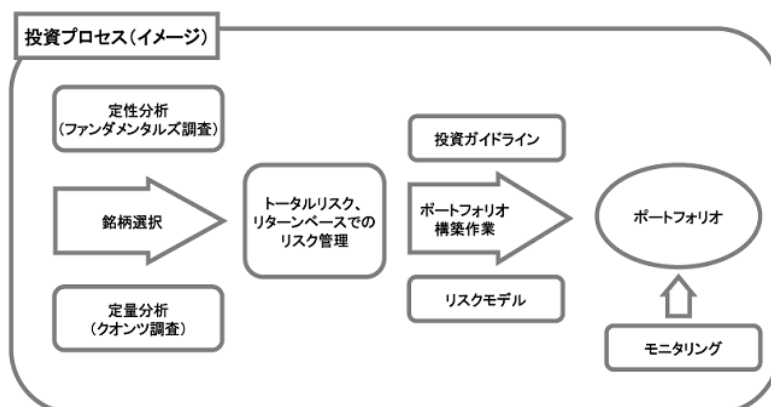 投資プロセス(イメージ)
定性分析
(ファンダメンタルズ調査)
銘柄選択
定量分析
(クオンツ調査)
トータルリスク、
リターンベースでの
リスク管理
投資ガイドライン
ポートフォリオ
構築作業
リスクモデル
ポートフォリオ
モニタリング